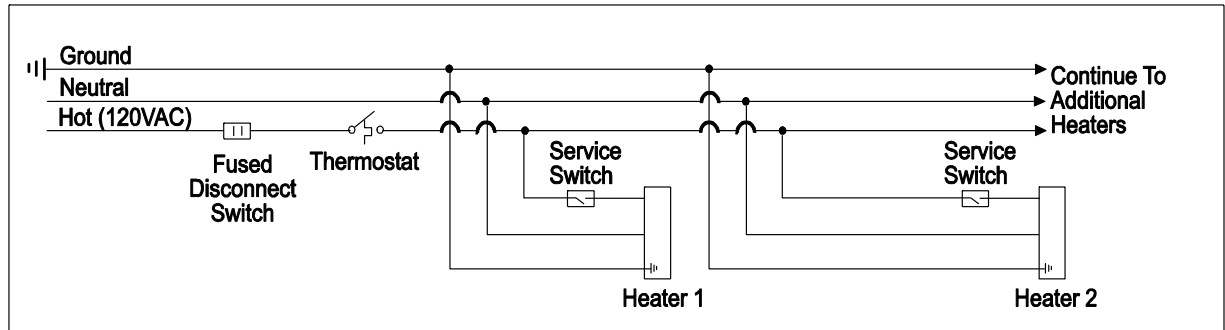 Ground
Neutral
Hot (120VAC)
Fused
Disconnect
Switch
Thermostat
Service
Switch
Heater 1
Service
Switch
Heater 2
Continue To
Additional
Heaters